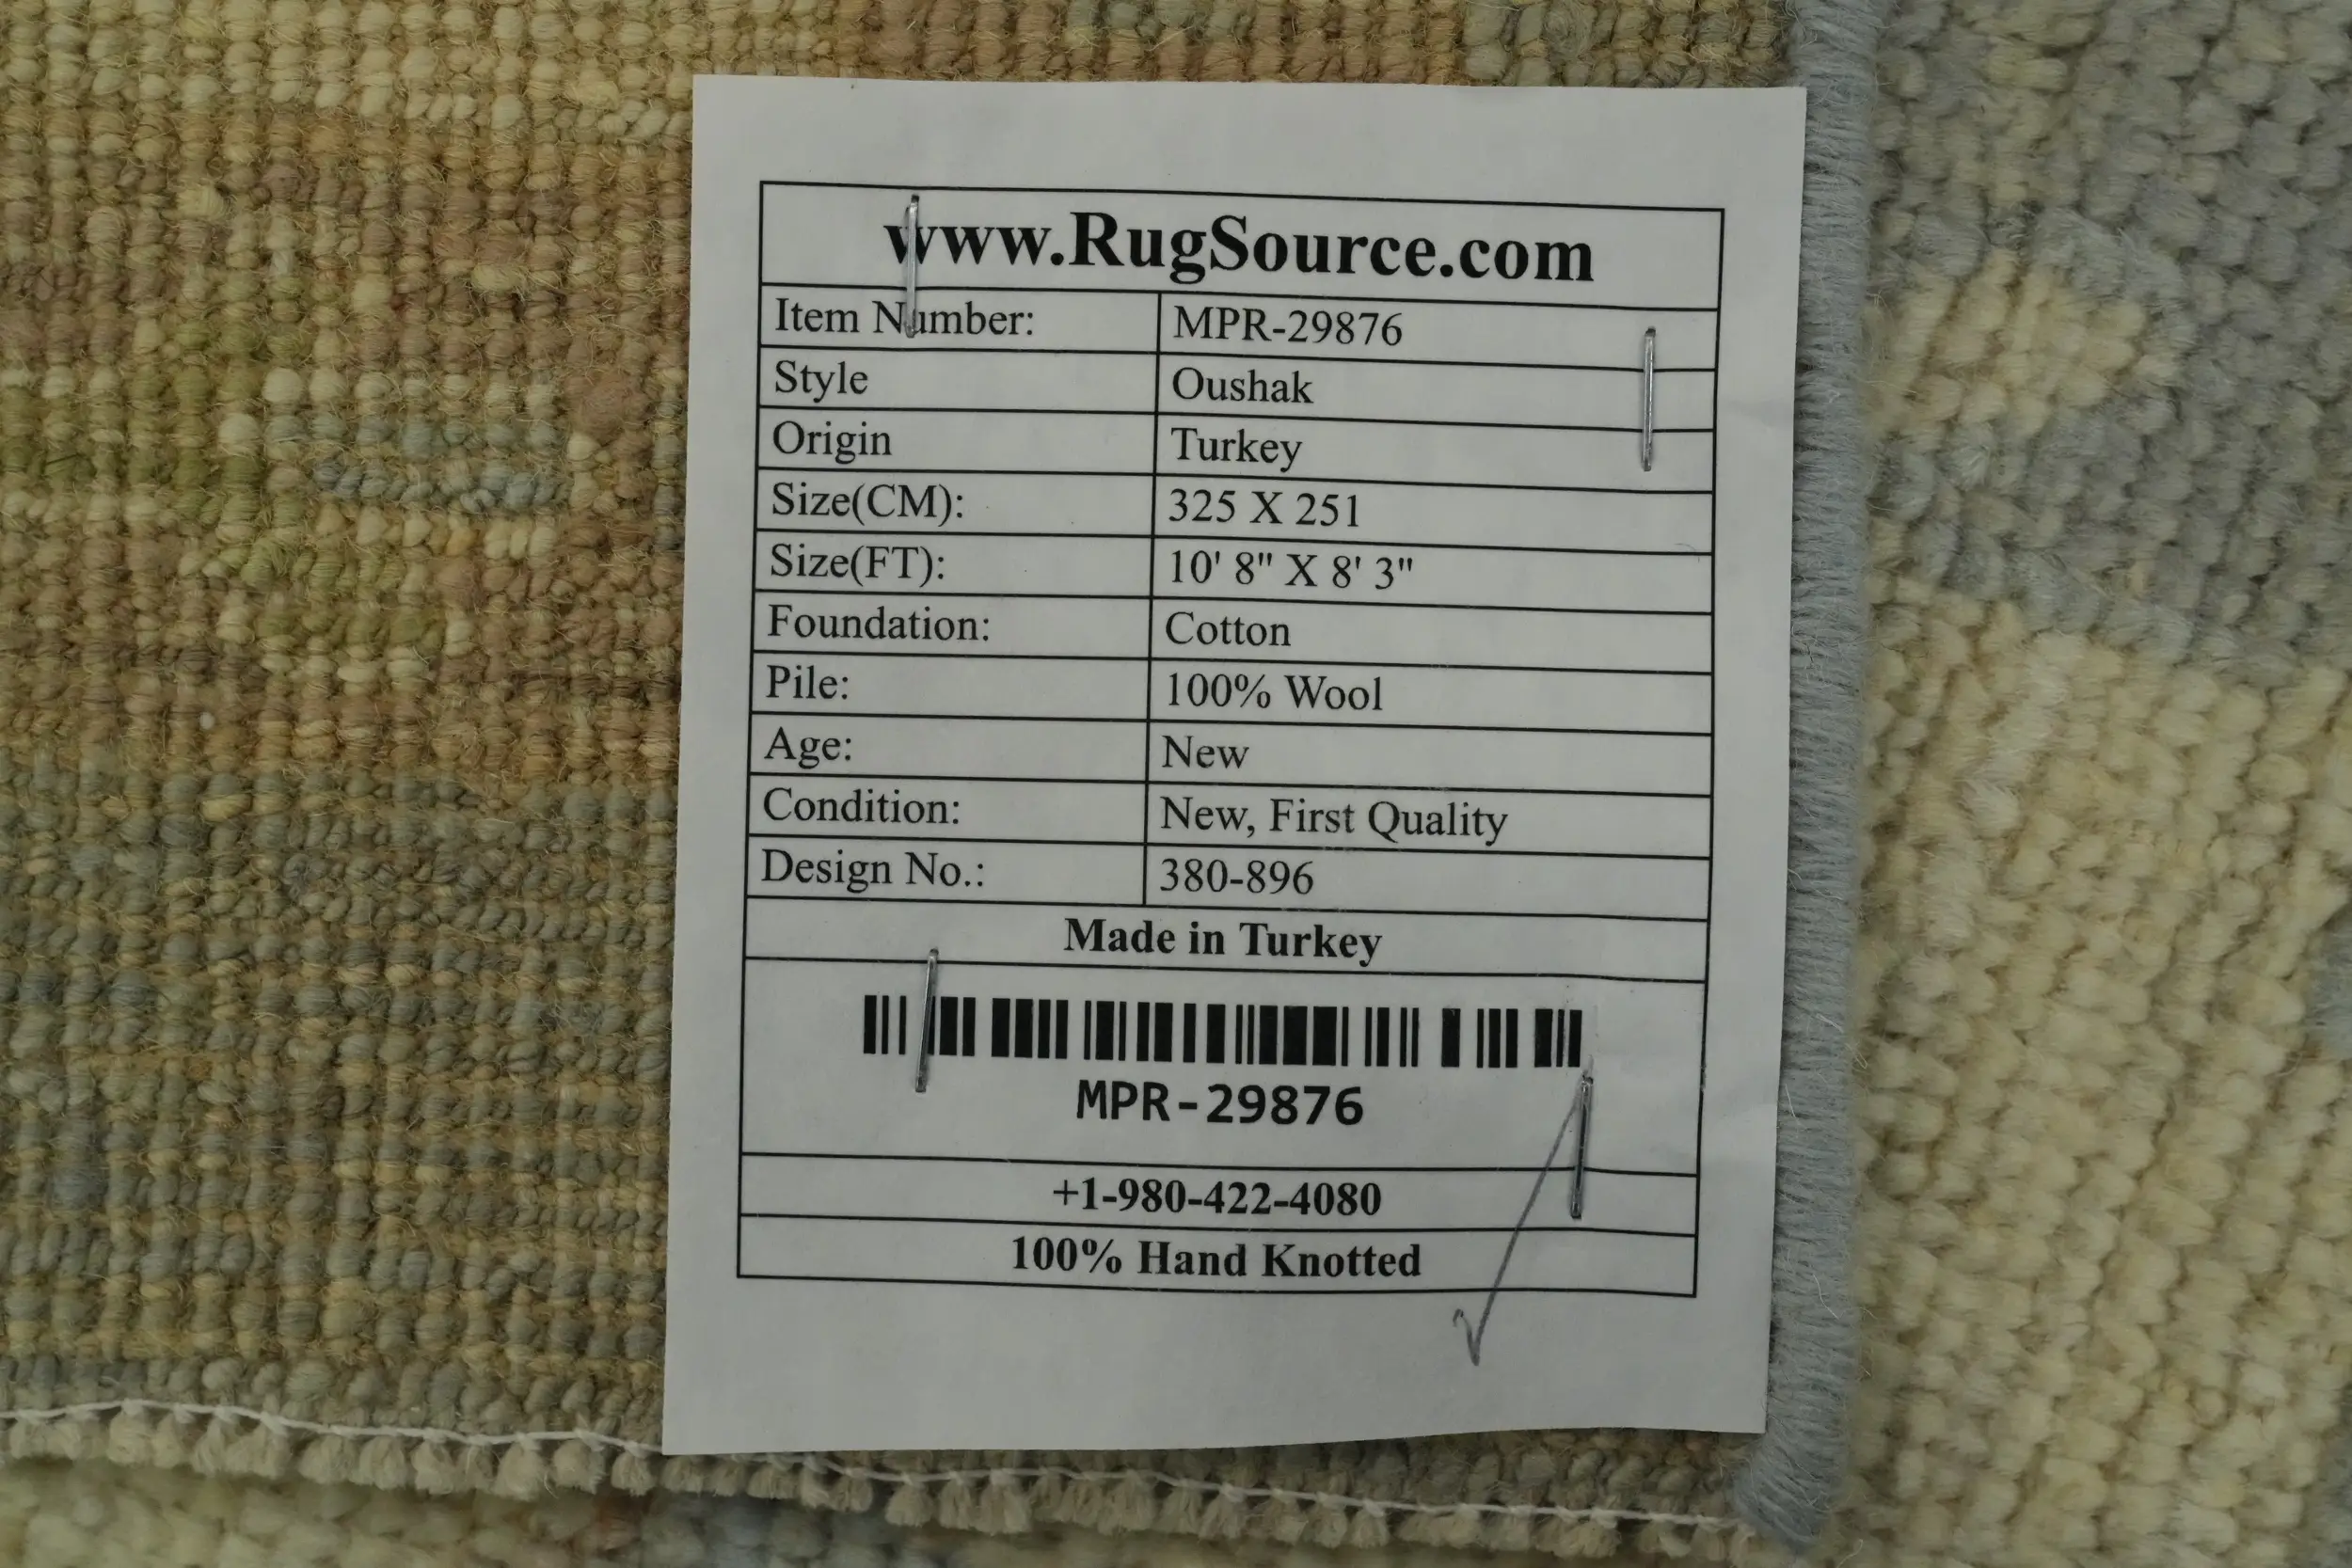 www.RugSource.com
Item Number: MPR-29876
Style Oushak
Origin Turkey
Size(CM): 325 X 251
Size(FT): 10' 8" X 8' 3"
Foundation: Cotton
Pile: 100% Wool
Age: New
Condition: New, First Quality
Design No.: 380-896
Made in Turkey
MPR-29876
+1-980-422-4080
100% Hand Knotted